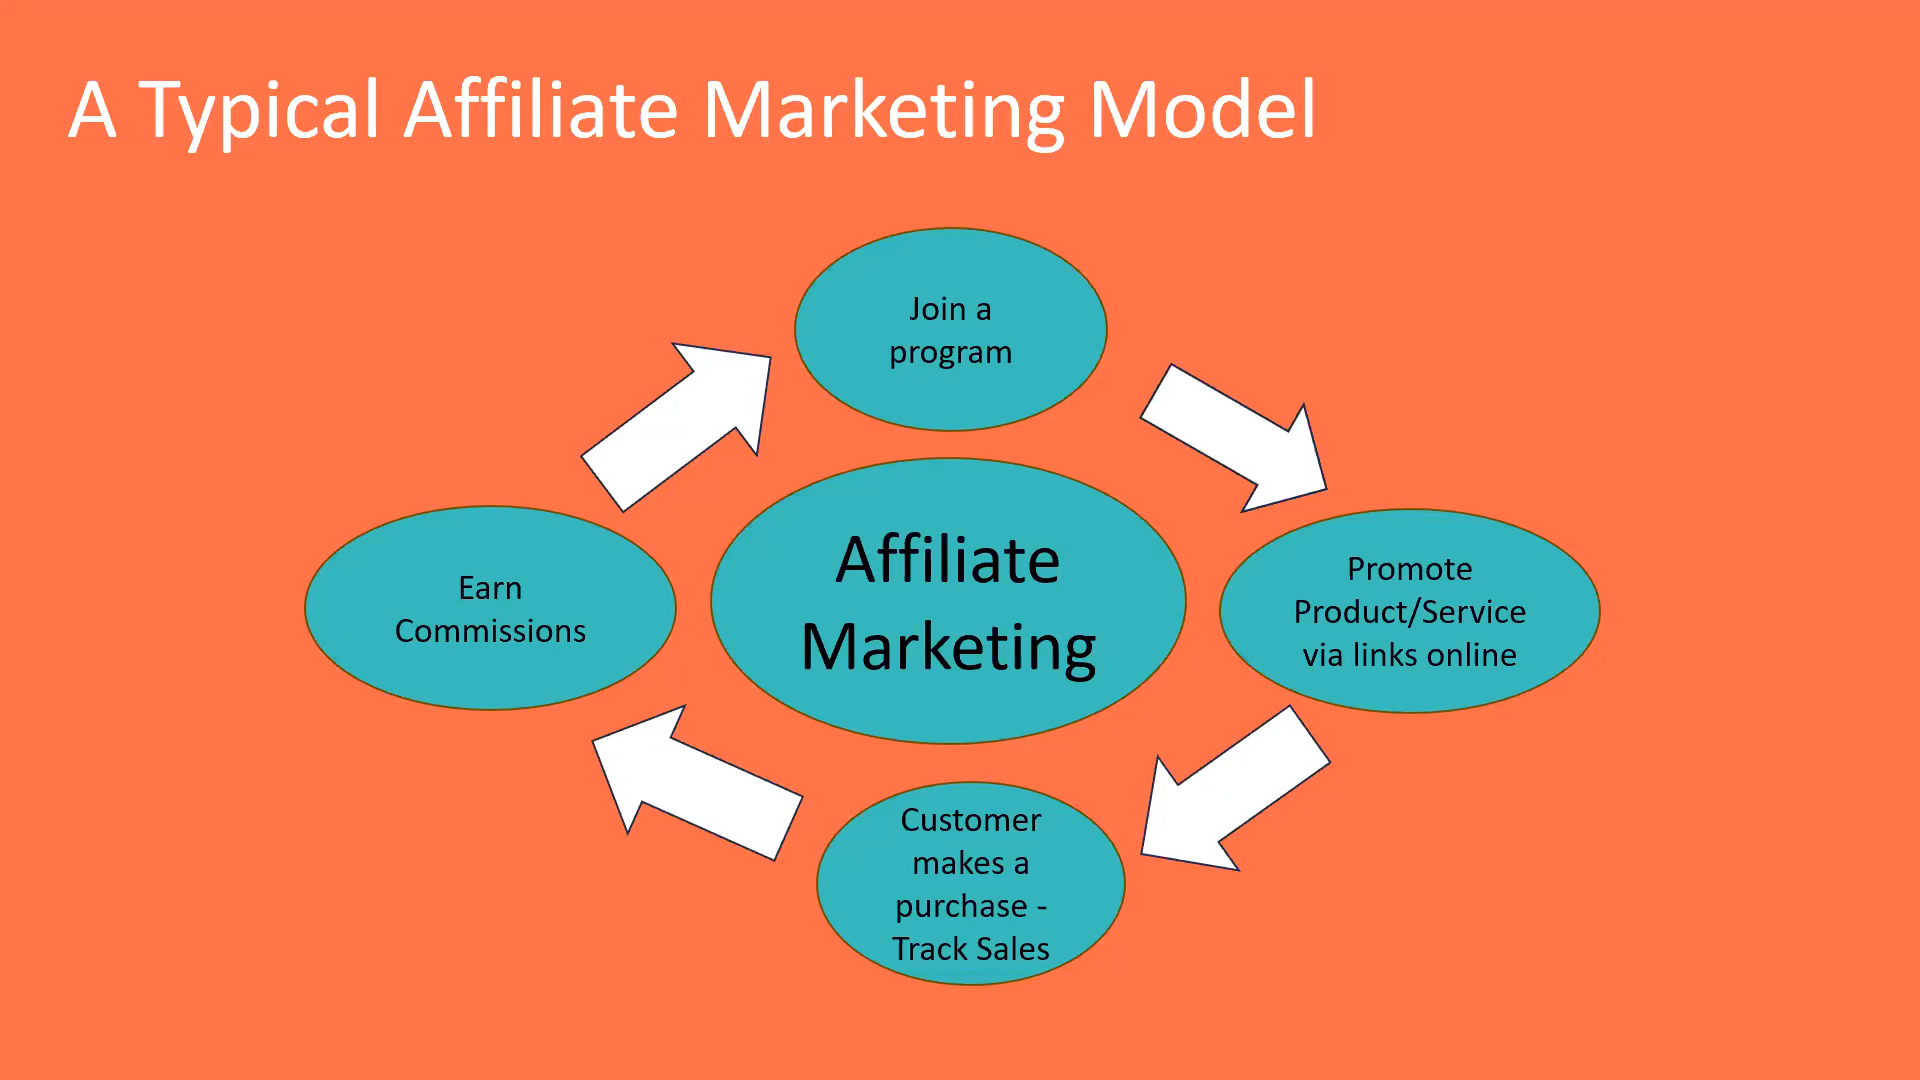 A Typical Affiliate Marketing Model
Join a
program
Affiliate
Marketing
Earn
Commissions
Promote
Product/Service
via links online
Customer
makes a
purchase -
Track Sales